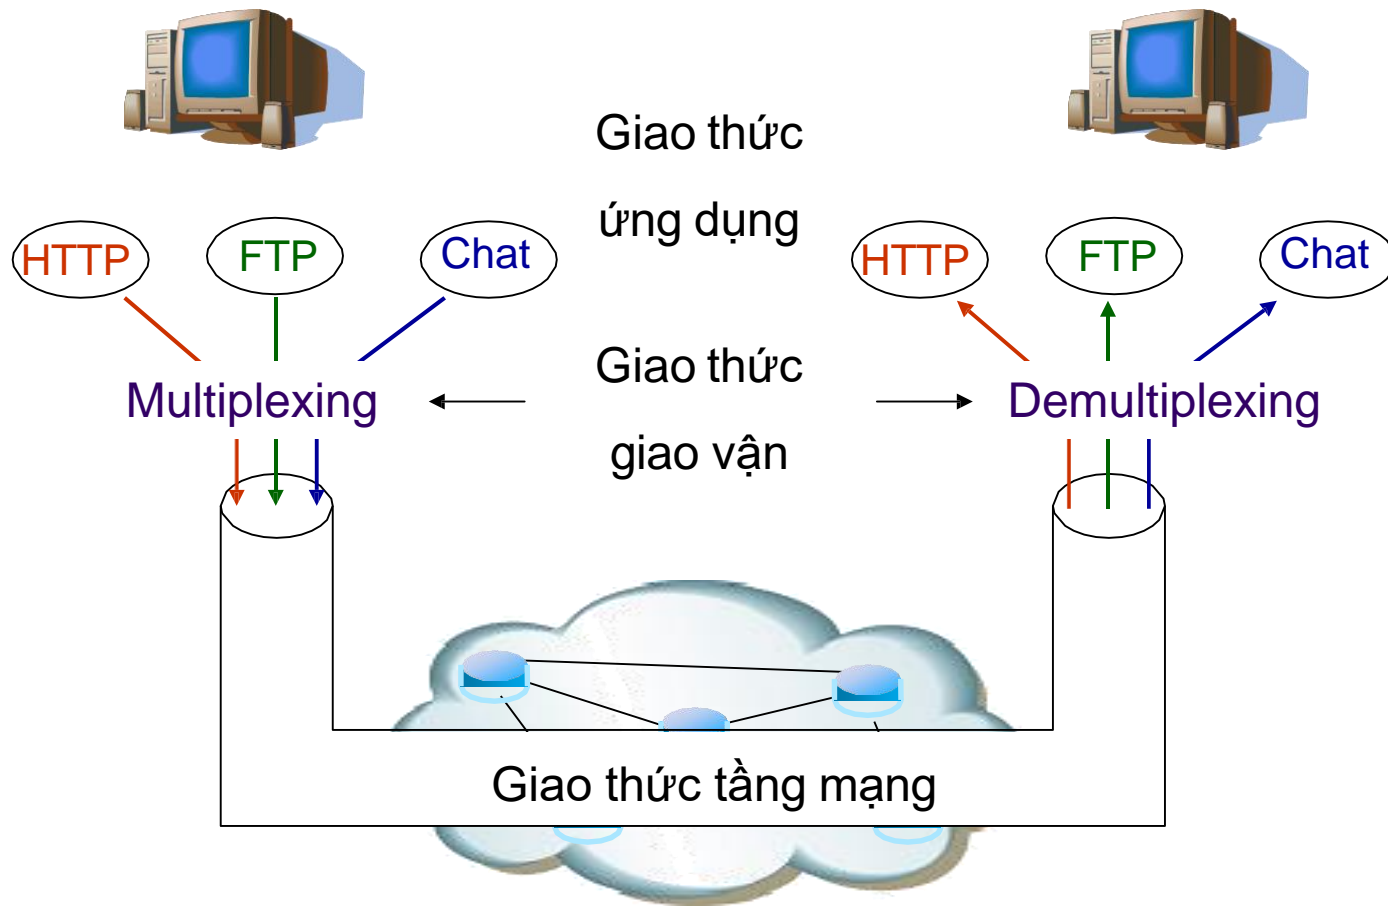 Giao thức
ứng dụng
HTTP
FTP
Chat
HTTP
FTP
Chat
Giao thức
giao vận
Multiplexing
Demultiplexing
Giao thức tầng mạng